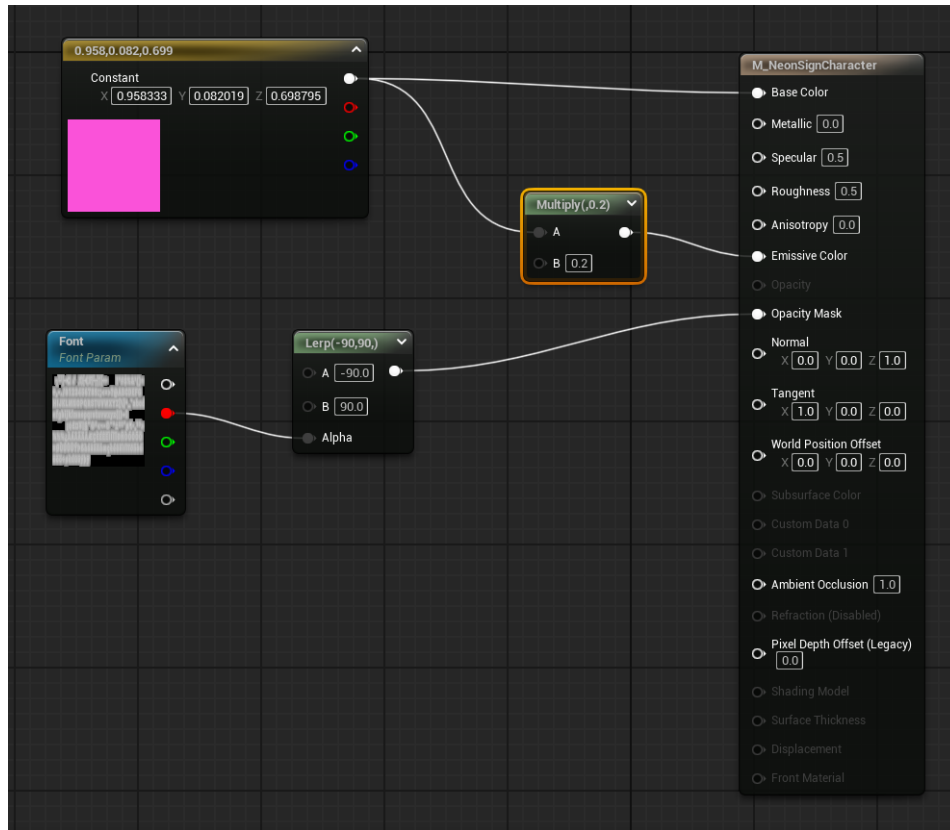 0.958,0.082,0.699
Constant
X 0.958333 Y 0.082019 Z 0.698795
Multiply(,0.2)
A
B 0.2
Font
Font Param
Lerp(-90,90,)
A -90.0
B 90.0
Alpha
M_NeonSignCharacter
Base Color
Metallic 0.0
Specular 0.5
Roughness 0.5
Anisotropy 0.0
Emissive Color
Opacity
Opacity Mask
Normal
X 0.0 Y 0.0 Z 1.0
Tangent
X 1.0 Y 0.0 Z 0.0
World Position Offset
X 0.0 Y 0.0 Z 0.0
Subsurface Color
Custom Data 0
Custom Data 1
Ambient Occlusion 1.0
Refraction (Disabled)
Pixel Depth Offset (Legacy)
0.0
Shading Model
Surface Thickness
Displacement
Front Material